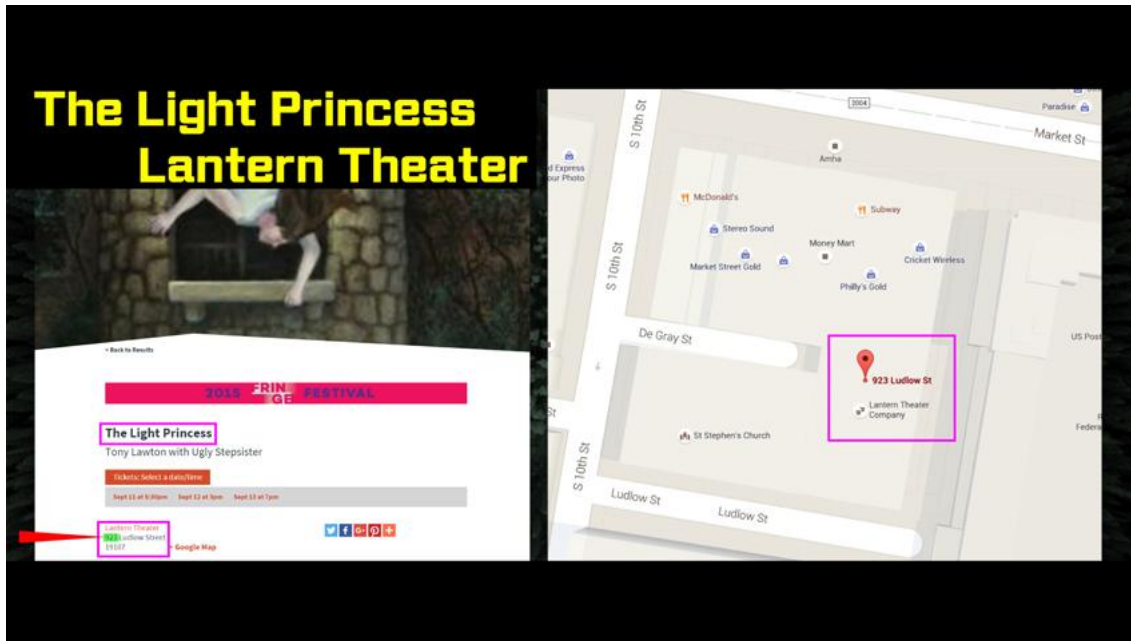 The Light Princess
Lantern Theater
< Back to Results
2015 FRINGE FESTIVAL
The Light Princess
Tony Lawton with Ugly Stepsister
Tickets: Select a date/time
Sept 11 at 8:30pm Sept 12 at 3pm Sept 13 at 7pm
Lantern Theater
923 Ludlow Street
19107
+ Google Map
S 10th St
2004
Paradise
Market St
d Express
our Photo
Amha
McDonald's
Subway
Stereo Sound
Money Mart
Market Street Gold
Cricket Wireless
S 10th St
Philly's Gold
De Gray St
US Post
923 Ludlow St
Lantern Theater
Company
St
Federa
St Stephen's Church
S 10th St
Ludlow St
Ludlow St